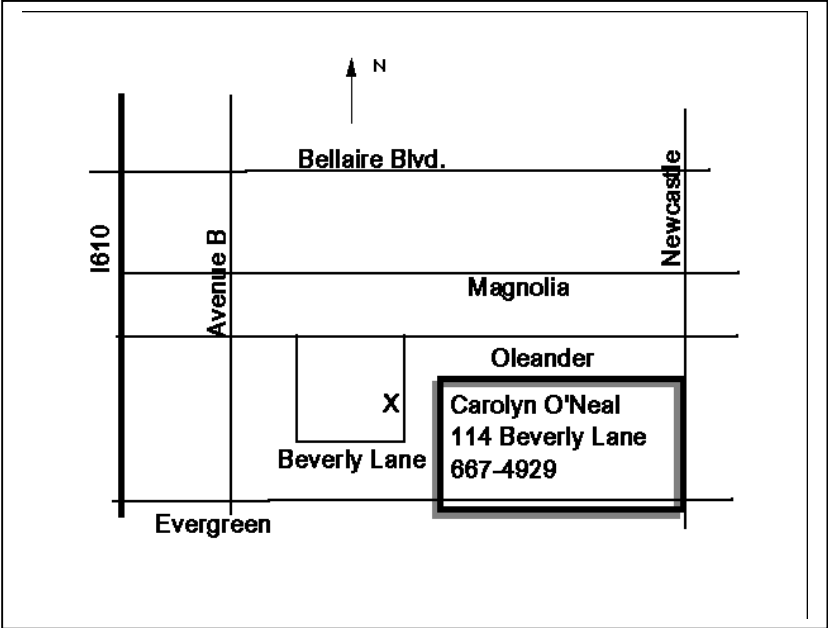 N
Bellaire Blvd.
Newcastle
I610
Avenue B
Magnolia
Oleander
X
Carolyn O'Neal
114 Beverly Lane
667-4929
Beverly Lane
Evergreen